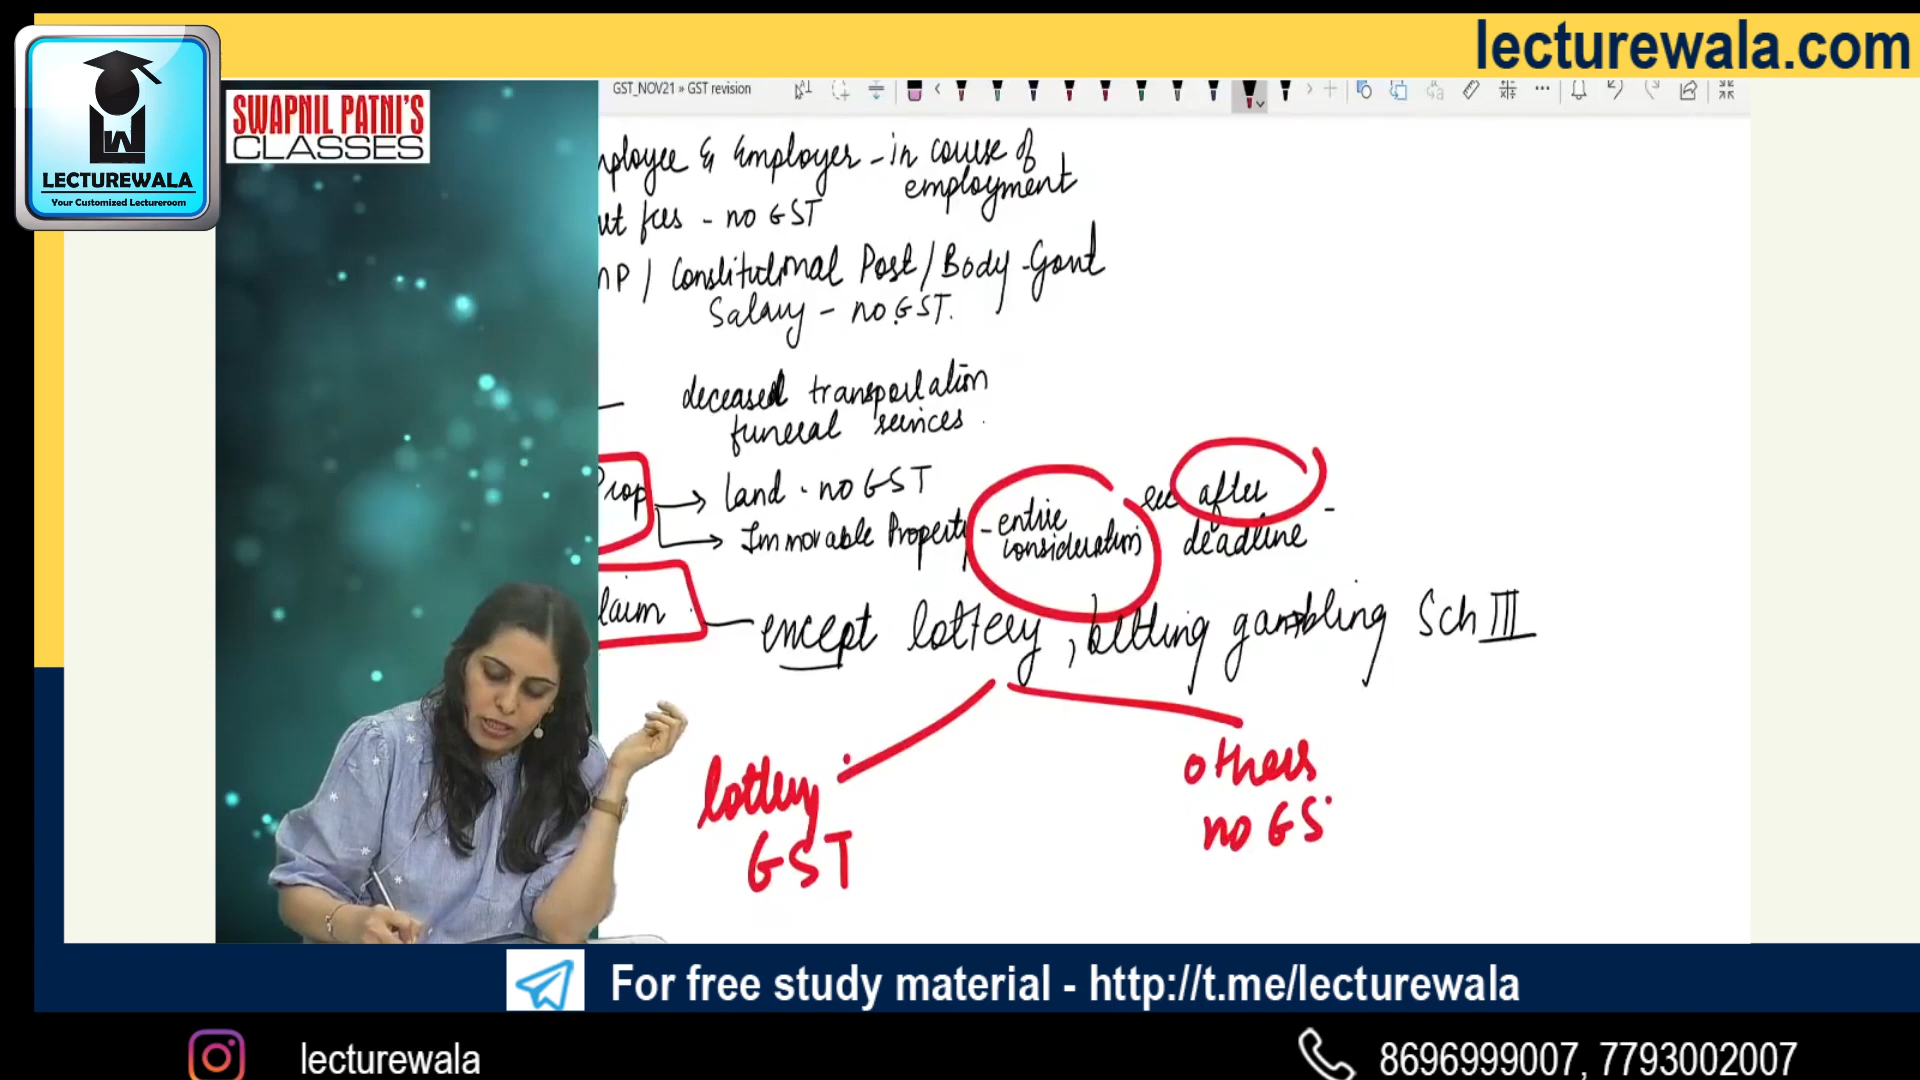 lecturewala.com
GST_NOV21 » GST revision
SWAPNIL PATNI'S
CLASSES
LW
LECTUREWALA
Your Customized Lectureroom
mployee & Employer - in course of
employment
fees - no GST
MP / Constitutional Post / Body - Govt
Salary - no GST.
deceased transportation
funeral services.
Prop
Land - no GST
Immovable Property - entire
consideration
after
deadline -
laim
except lottery, betting gambling Sch III
lottery
GST
others
no GS
For free study material - http://t.me/lecturewala
lecturewala
8696999007, 7793002007